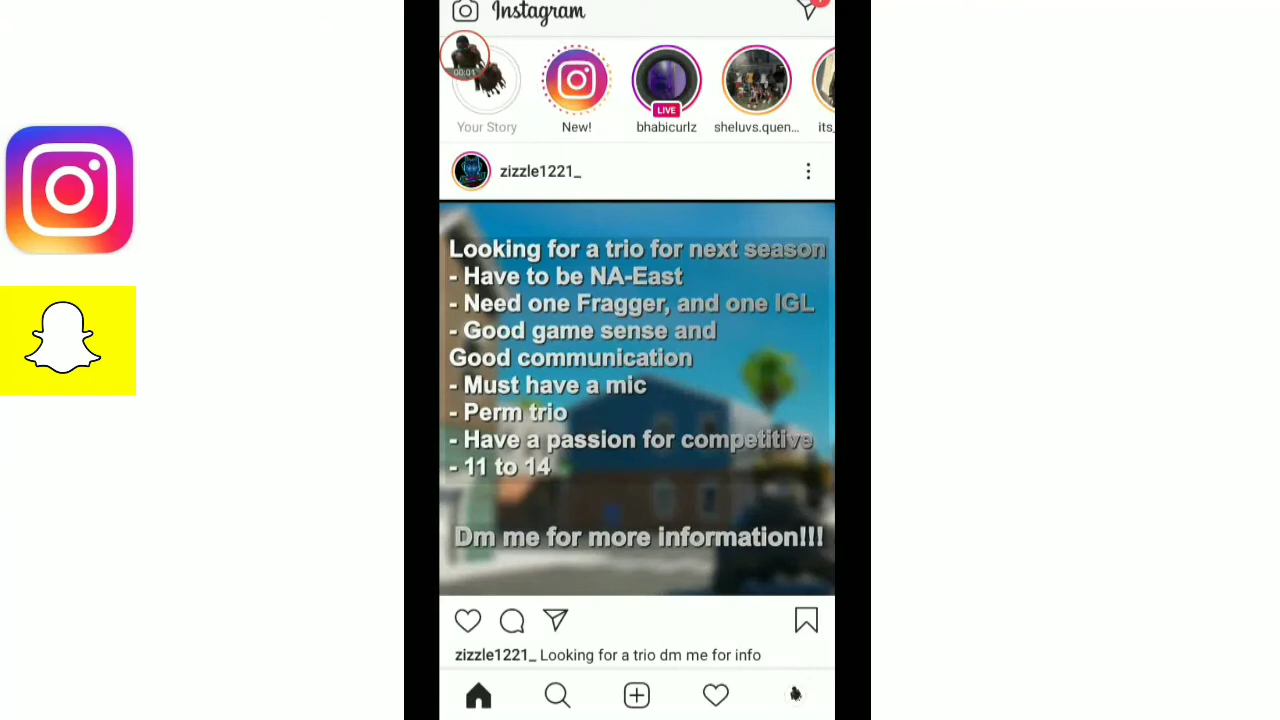 Instagram
00:01
Your Story
New!
LIVE
bhabicurlz
sheluvs.quen...
its_
zizzle1221_
Looking for a trio for next season
- Have to be NA-East
- Need one Fragger, and one IGL
- Good game sense and
Good communication
- Must have a mic
- Perm trio
- Have a passion for competitive
- 11 to 14
Dm me for more information!!!
zizzle1221_ Looking for a trio dm me for info